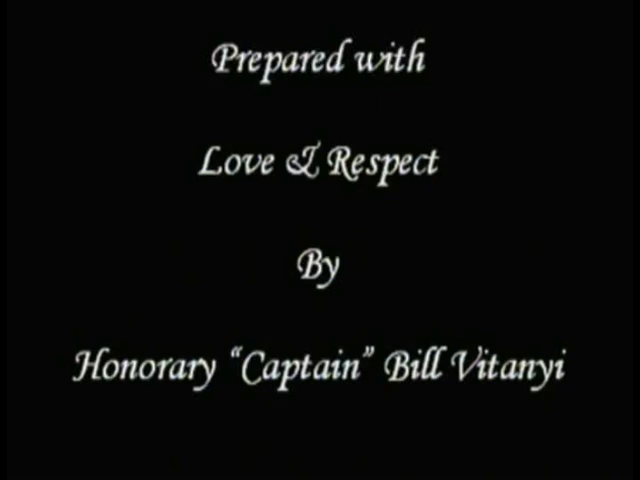 Prepared with
Love & Respect
By
Honorary “Captain” Bill Vitanyi